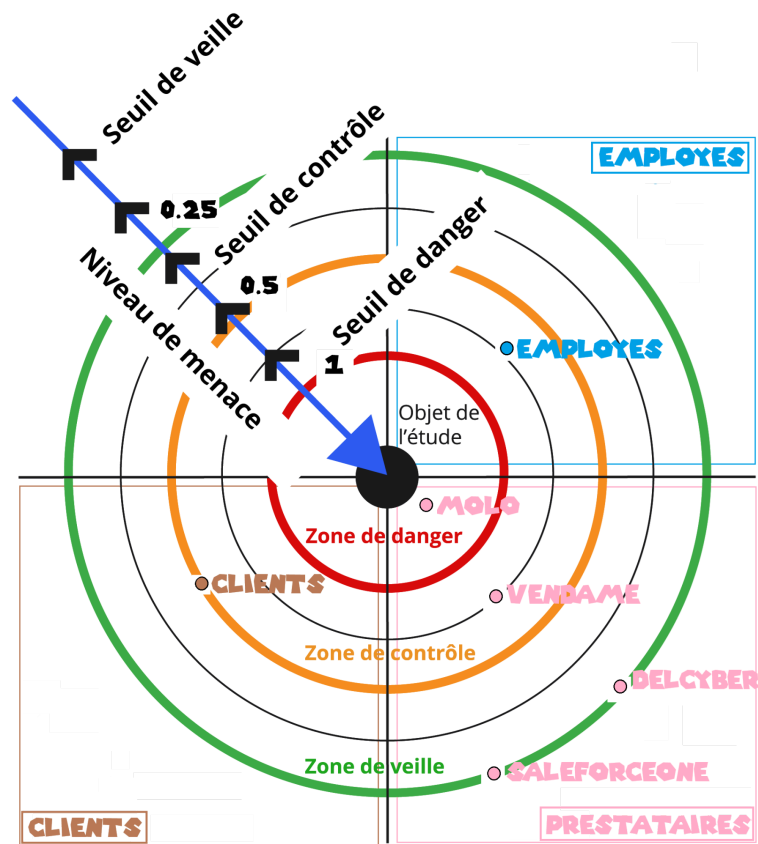 Seuil de veille
Seuil de contrôle
EMPLOYES
Seuil de danger
0.25
0.5
Niveau de menace
1
EMPLOYES
Objet de
l'étude
MOLO
Zone de danger
CLIENTS
VENDAME
Zone de contrôle
DELCYBER
Zone de veille
SALEFORCEONE
CLIENTS
PRESTATAIRES